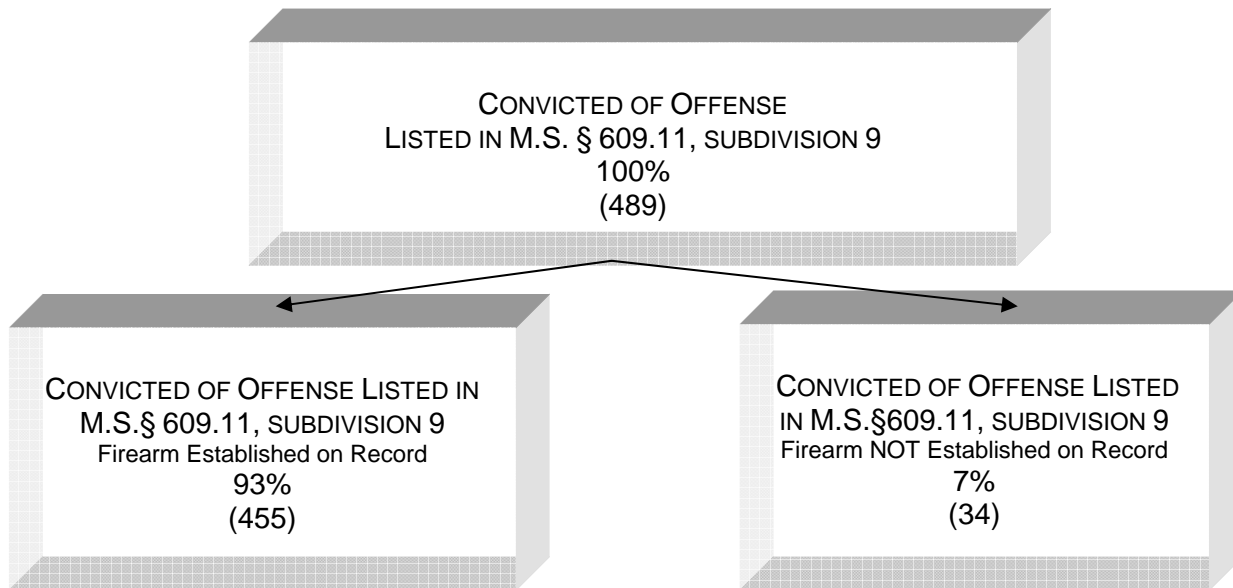 CONVICTED OF OFFENSE
LISTED IN M.S. § 609.11, SUBDIVISION 9
100%
(489)
CONVICTED OF OFFENSE LISTED IN
M.S.§ 609.11, SUBDIVISION 9
Firearm Established on Record
93%
(455)
CONVICTED OF OFFENSE LISTED
IN M.S.§609.11, SUBDIVISION 9
Firearm NOT Established on Record
7%
(34)